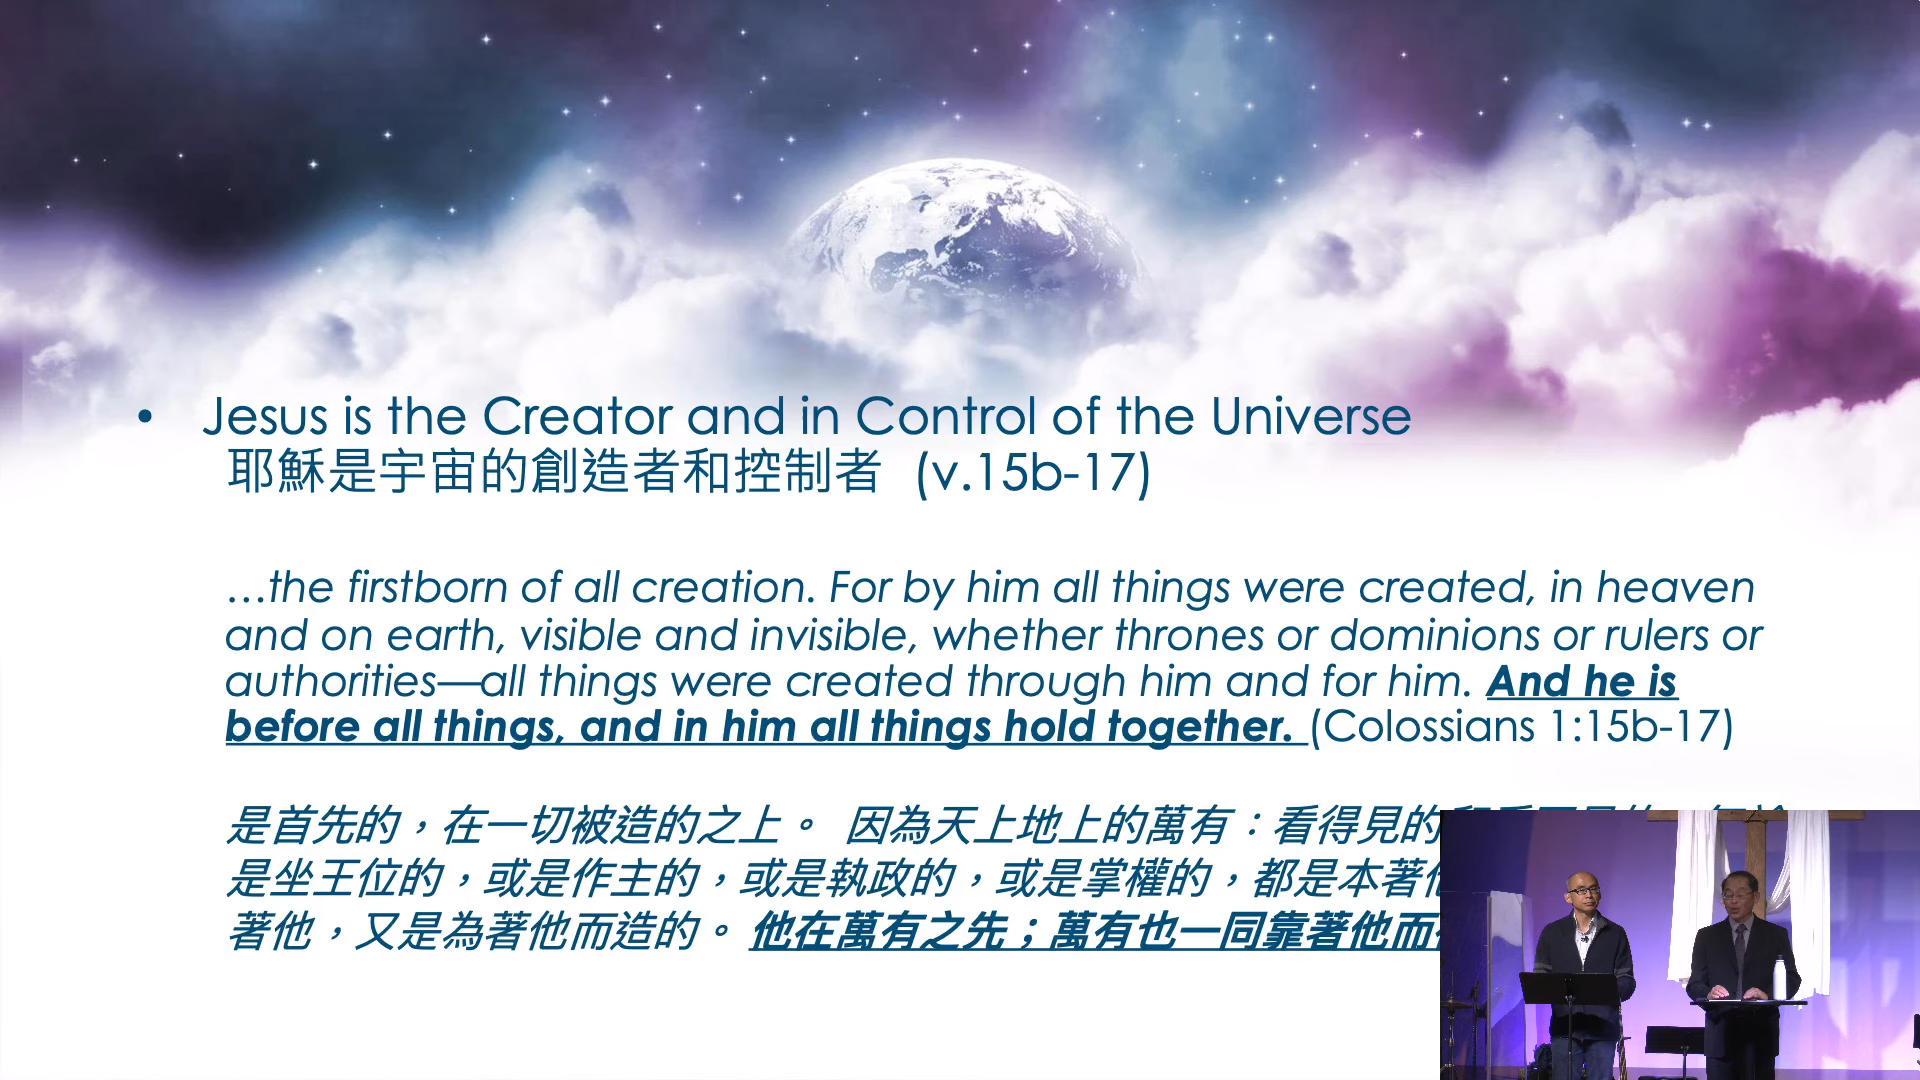 • Jesus is the Creator and in Control of the Universe
耶穌是宇宙的創造者和控制者 (v.15b-17)
…the firstborn of all creation. For by him all things were created, in heaven
and on earth, visible and invisible, whether thrones or dominions or rulers or
authorities—all things were created through him and for him. And he is
before all things, and in him all things hold together. (Colossians 1:15b-17)
是首先的，在一切被造的之上。 因為天上地上的萬有：看得見的
是坐王位的，或是作主的，或是執政的，或是掌權的，都是本著
著他，又是為著他而造的。 他在萬有之先；萬有也一同靠著他而